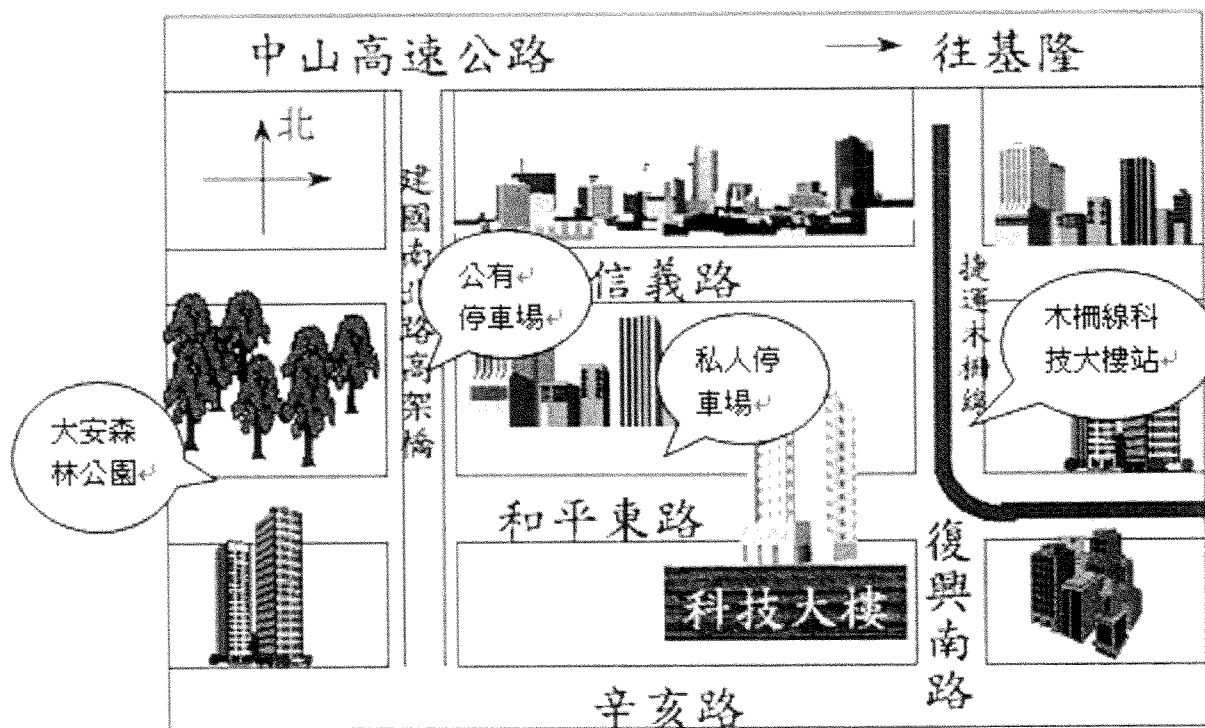 中山高速公路 → 往基隆
北
建國南北路高架橋
公有↵
停車場↵
信義路
捷運木柵線
木柵線科
技大樓站↵
私人停
車場↵
大安森
林公園↵
和平東路
科技大樓
復興南路
辛亥路